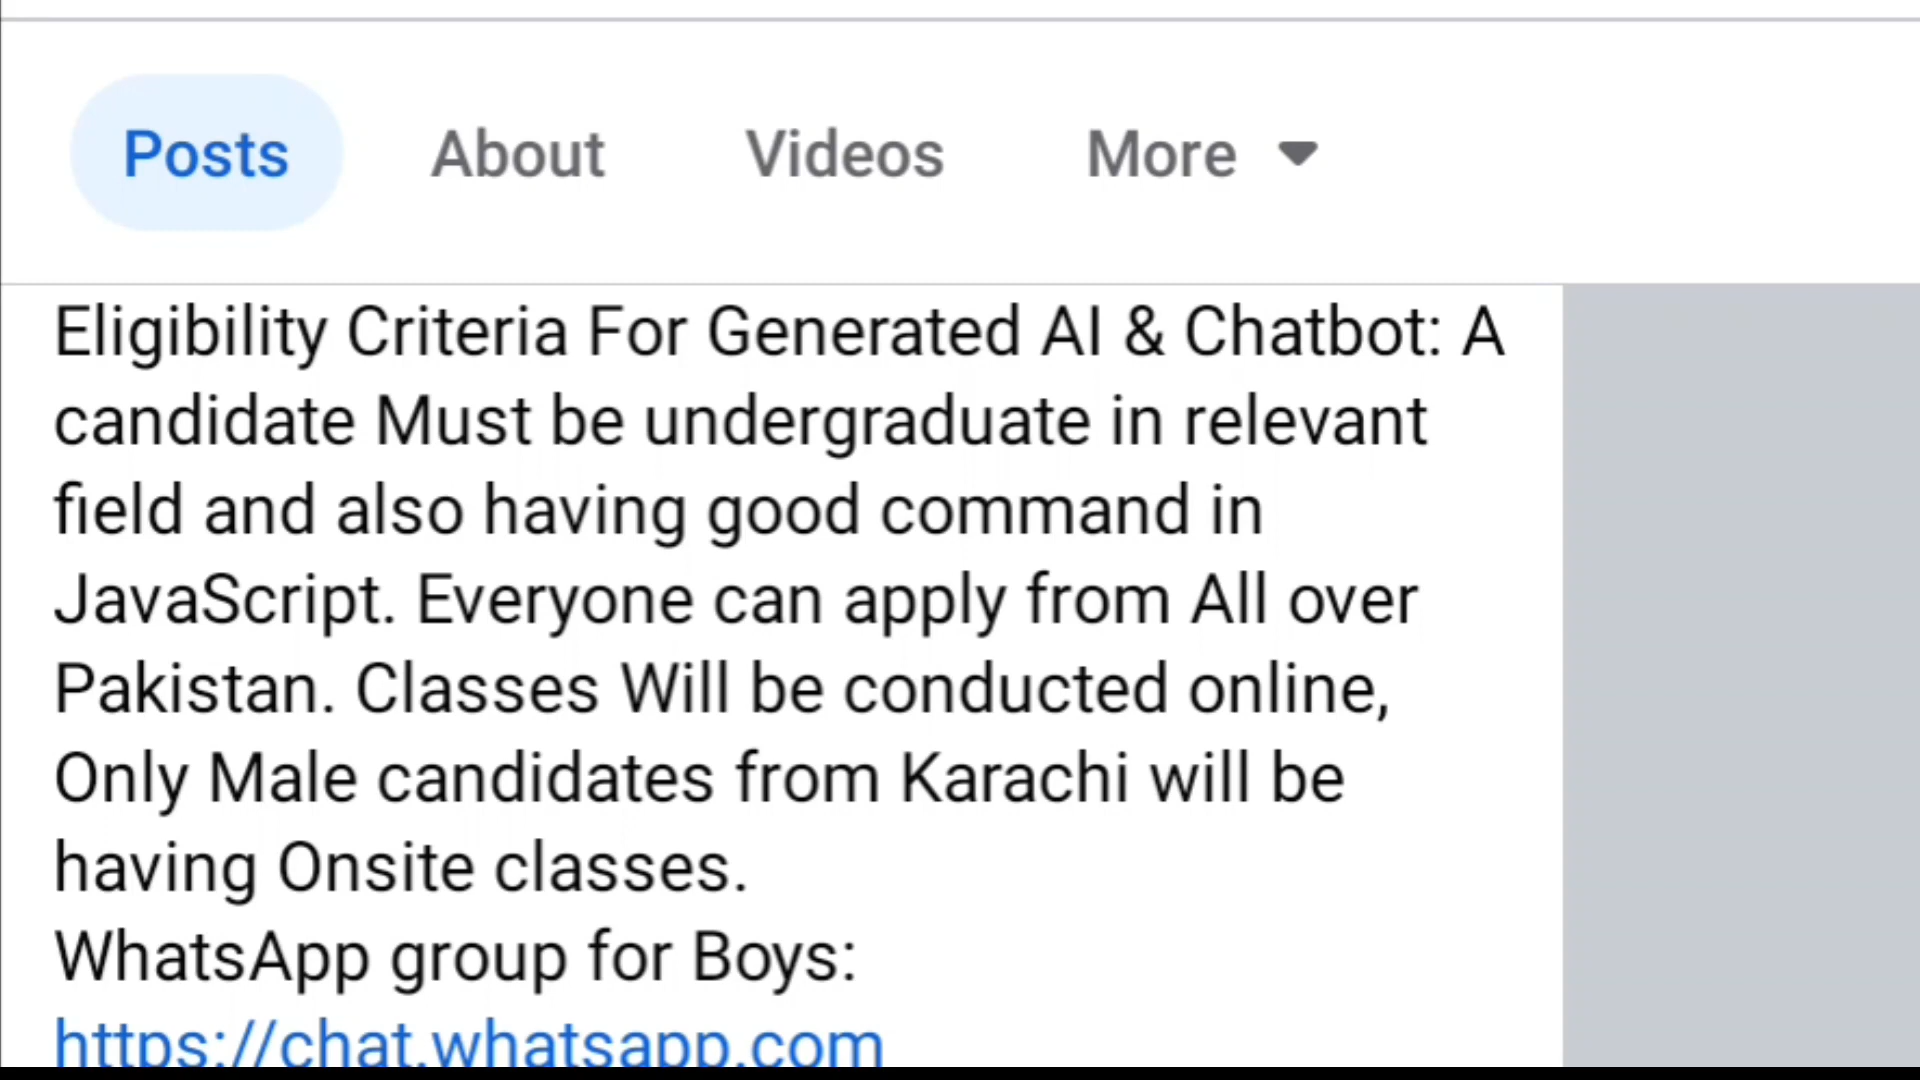 Posts About Videos More
Eligibility Criteria For Generated AI & Chatbot: A
candidate Must be undergraduate in relevant
field and also having good command in
JavaScript. Everyone can apply from All over
Pakistan. Classes Will be conducted online,
Only Male candidates from Karachi will be
having Onsite classes.
WhatsApp group for Boys:
https://chat.whatsapp.com